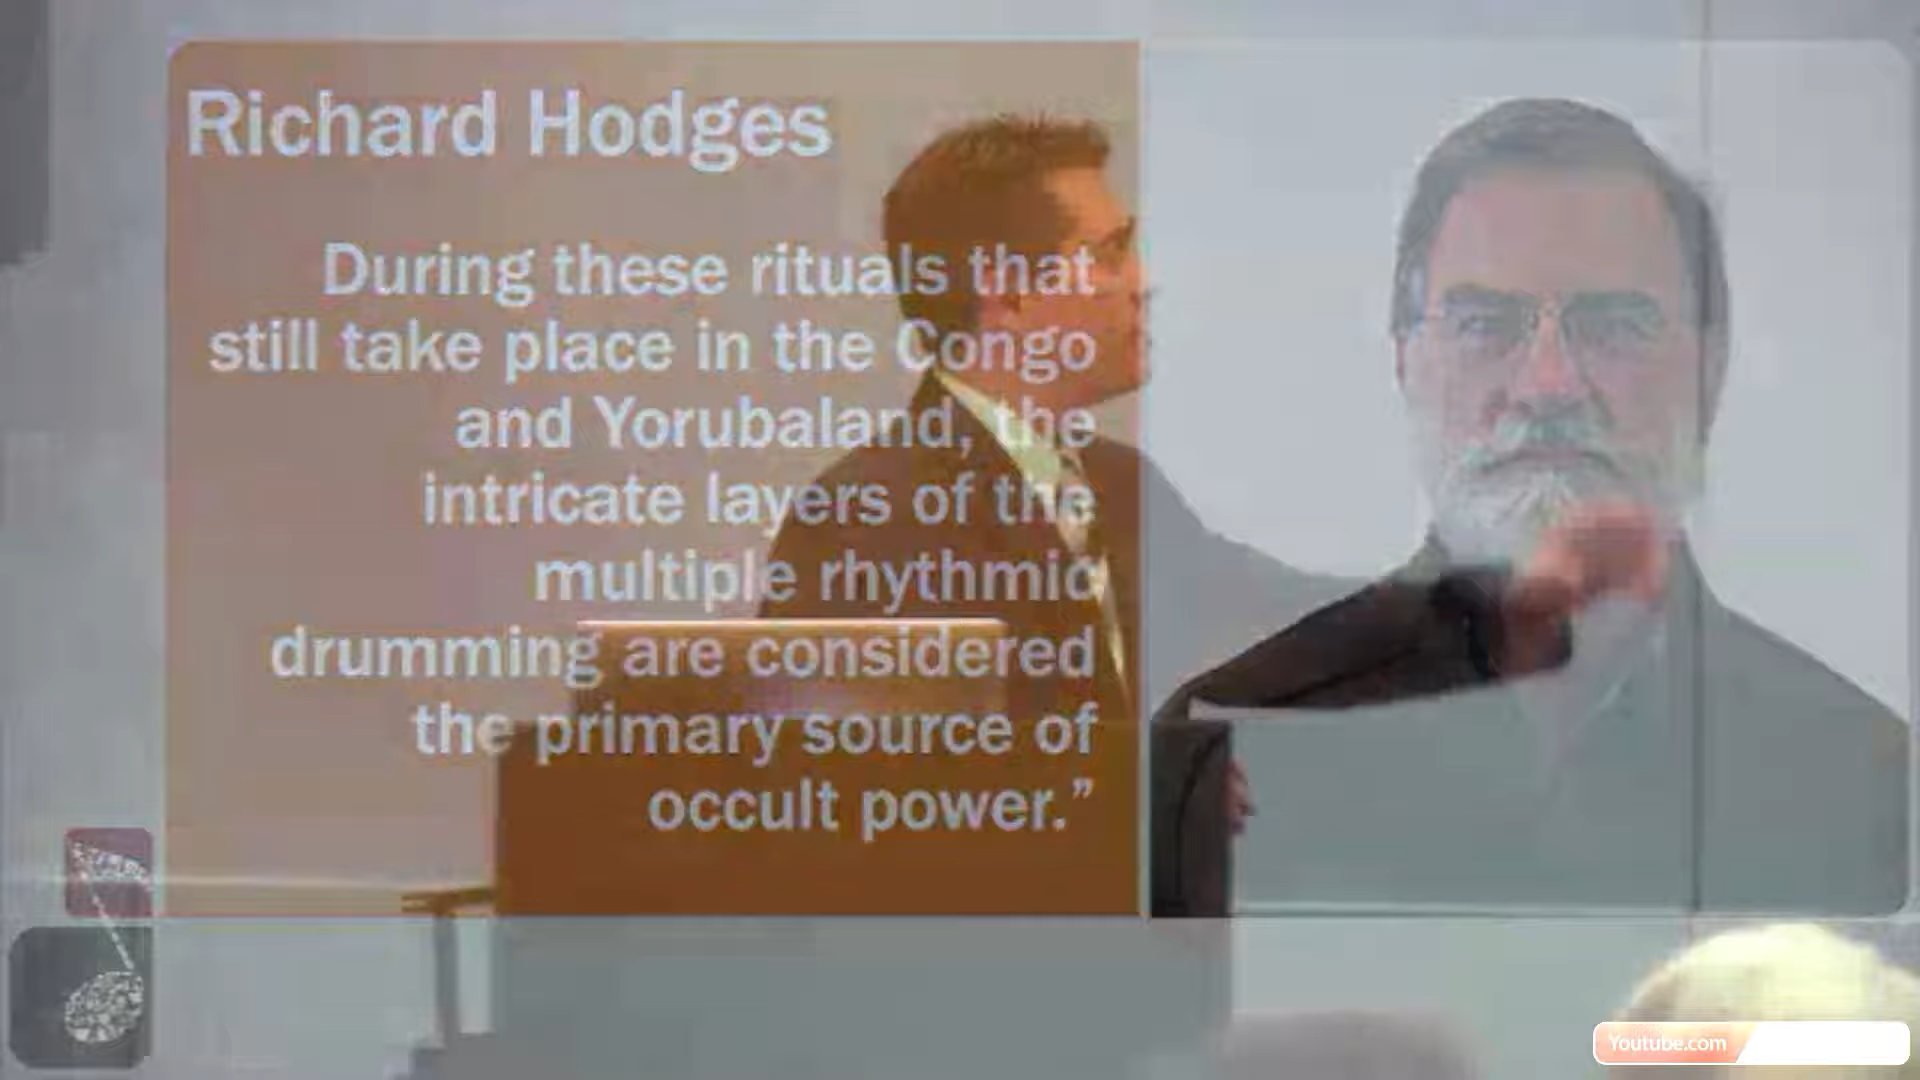 Richard Hodges
During these rituals that
still take place in the Congo
and Yorubaland, the
intricate layers of the
multiple rhythmic
drumming are considered
the primary source of
occult power.”
Youtube.com